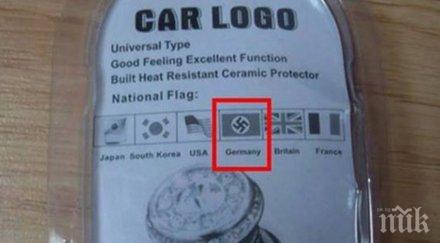 CAR LOGO
Universal Type
Good Feeling Excellent Function
Built Heat Resistant Ceramic Protector
National Flag:
Japan South Korea USA Germany Britain France
пик